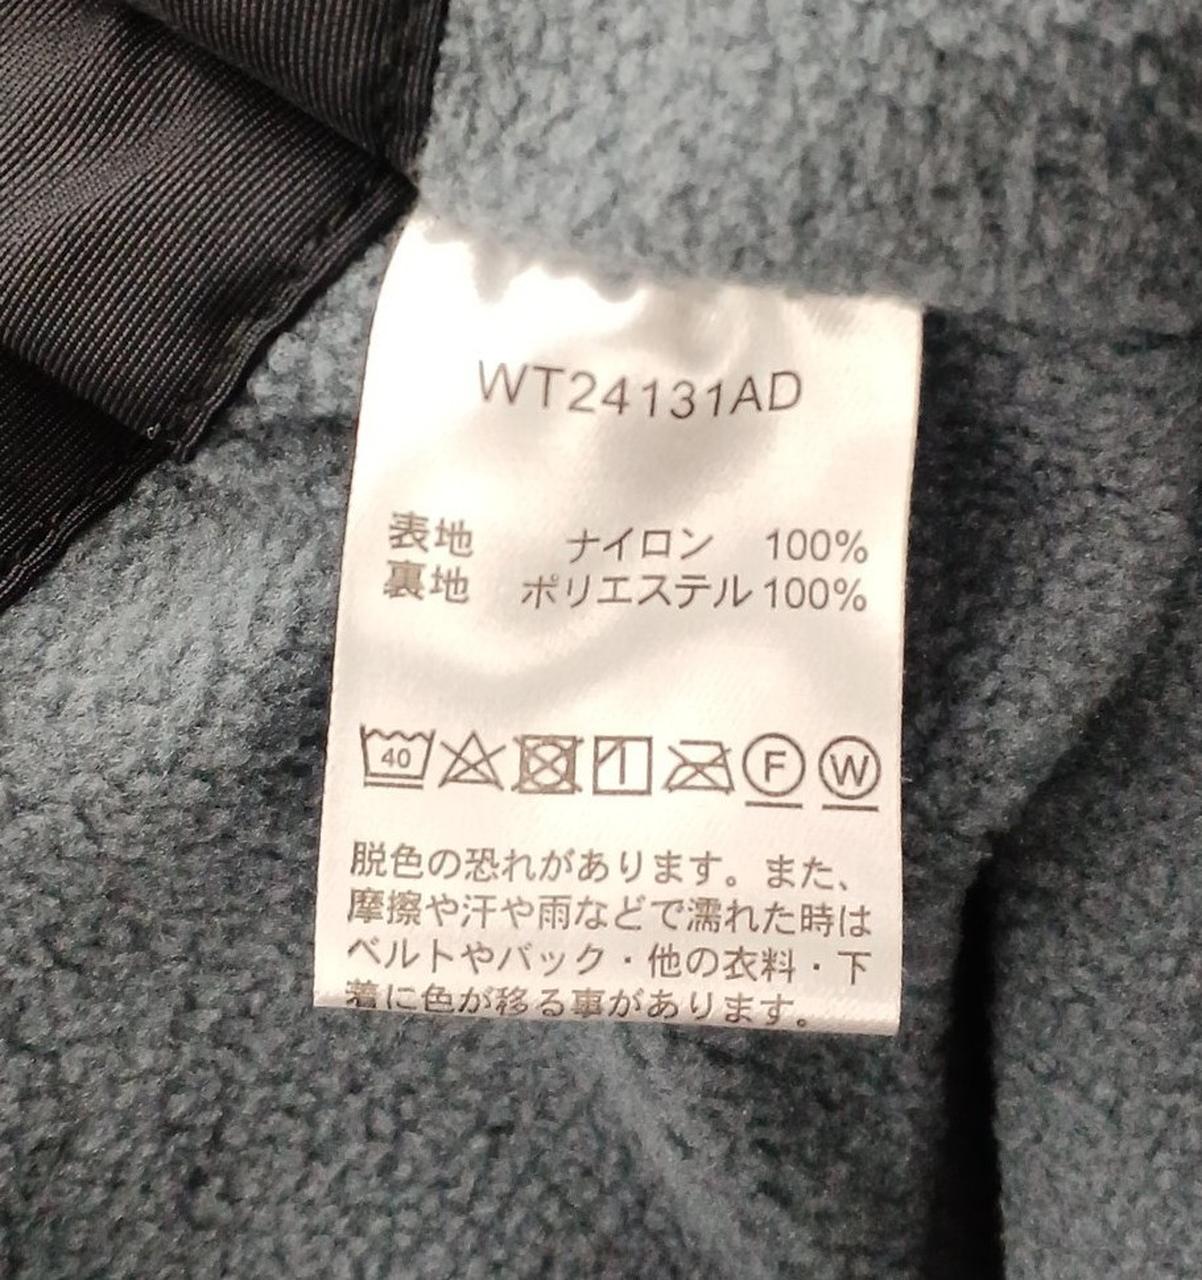 WT24131AD
表地 ナイロン 100%
裏地 ポリエステル 100%
40 F W
脱色の恐れがあります。また、
摩擦や汗や雨などで濡れた時は
ベルトやバック・他の衣料・下
着に色が移る事があります。